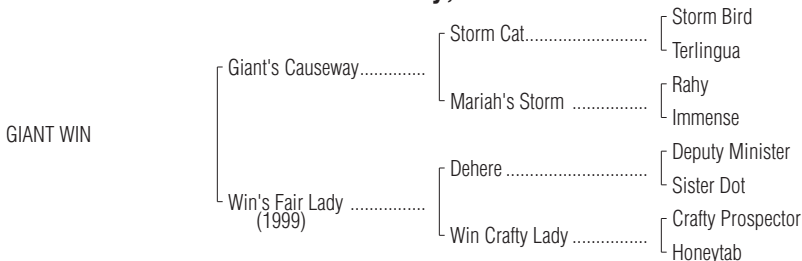 Storm Bird
Storm Cat..............................
Terlingua
Giant's Causeway..............
Rahy
Mariah's Storm ................
Immense
GIANT WIN
Deputy Minister
Dehere ..............................
Sister Dot
Win's Fair Lady ................
(1999)
Crafty Prospector
Win Crafty Lady ................
Honeytab